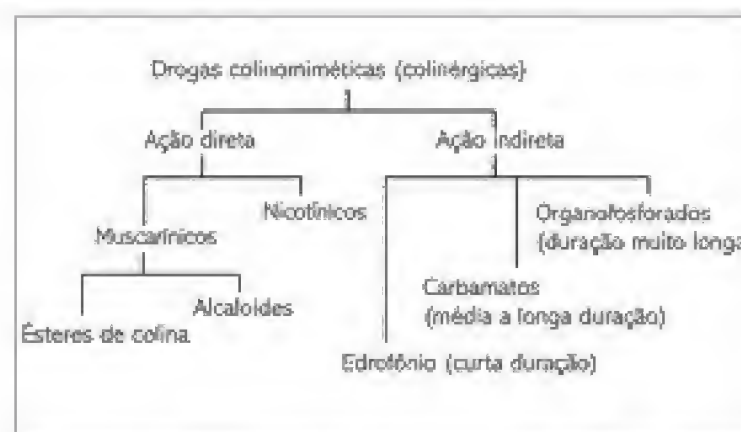 Drogas colinomiméticas (colinérgicas)
Ação direta
Ação indireta
Nicotínicos
Organofosforados
(duração muito longa
Muscarínicos
Carbamatos
(média a longa duração)
Alcaloides
Ésteres de colina
Edrofônio (curta duração)